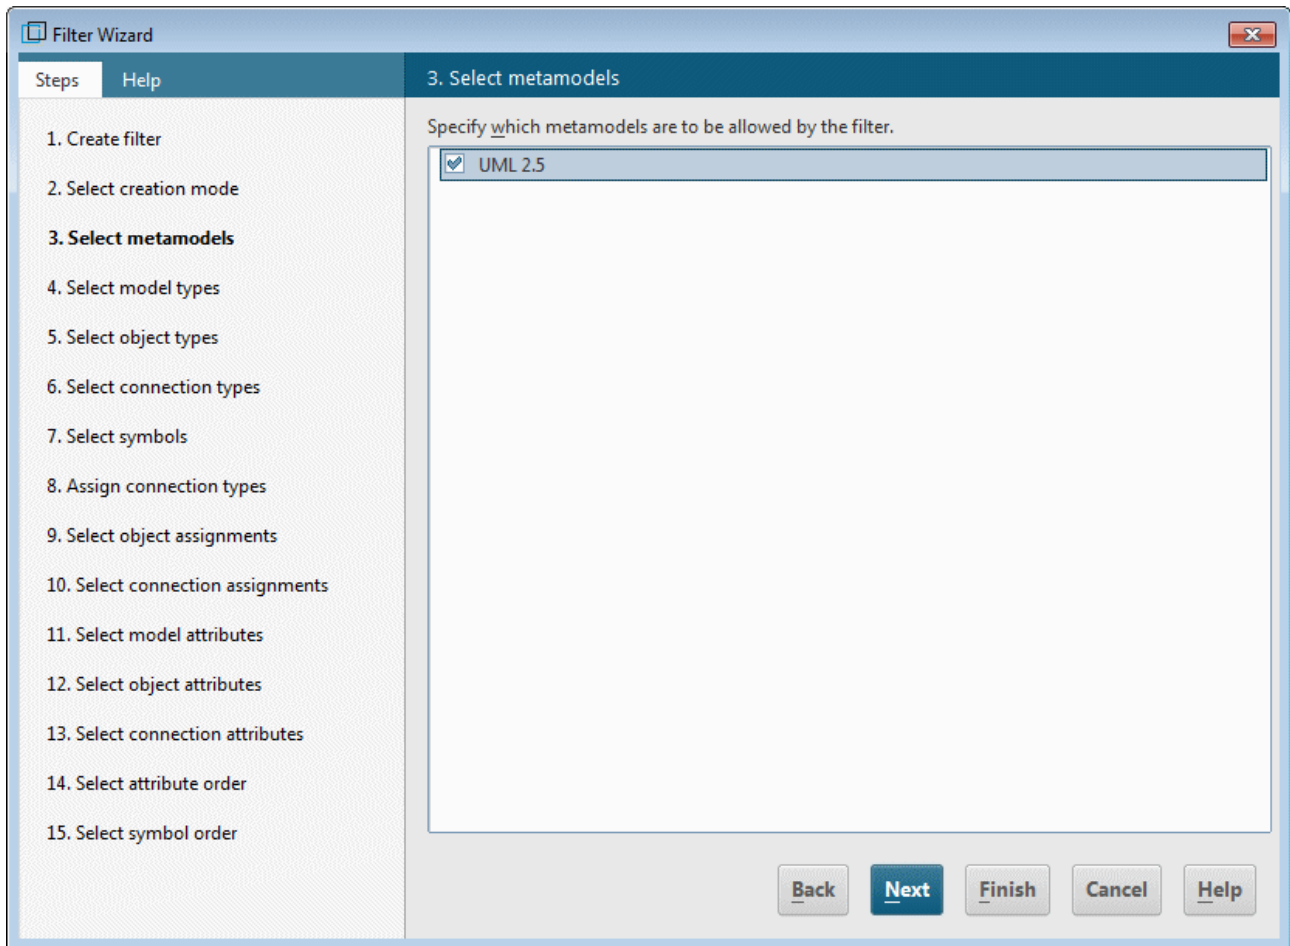 Filter Wizard
Steps Help
1. Create filter
2. Select creation mode
3. Select metamodels
4. Select model types
5. Select object types
6. Select connection types
7. Select symbols
8. Assign connection types
9. Select object assignments
10. Select connection assignments
11. Select model attributes
12. Select object attributes
13. Select connection attributes
14. Select attribute order
15. Select symbol order
3. Select metamodels
Specify which metamodels are to be allowed by the filter.
UML 2.5
Back Next Finish Cancel Help